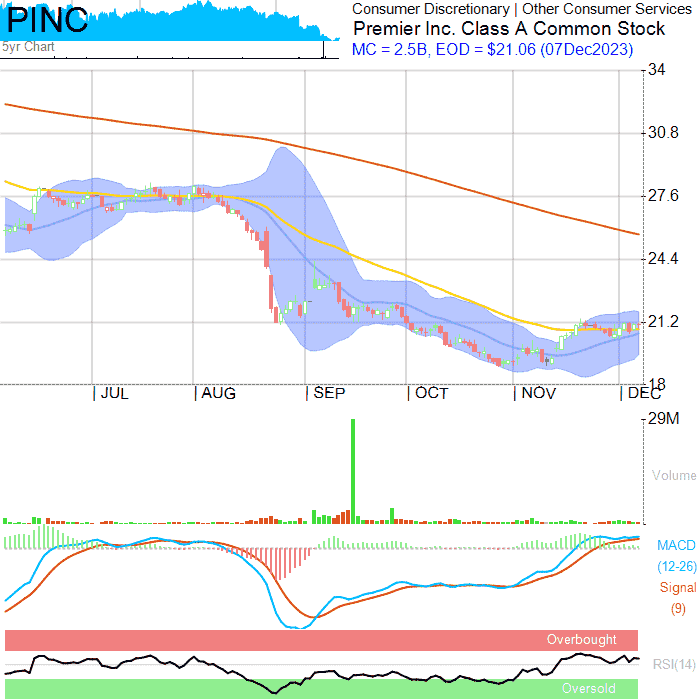 PINC
5yr Chart
Consumer Discretionary | Other Consumer Services
Premier Inc. Class A Common Stock
MC = 2.5B, EOD = $21.06 (07Dec2023)
34
30.8
27.6
24.4
21.2
18
| JUL | AUG | SEP | OCT | NOV | DEC
29M
Volume
MACD
(12-26)
Signal
(9)
Overbought
RSI(14)
Oversold